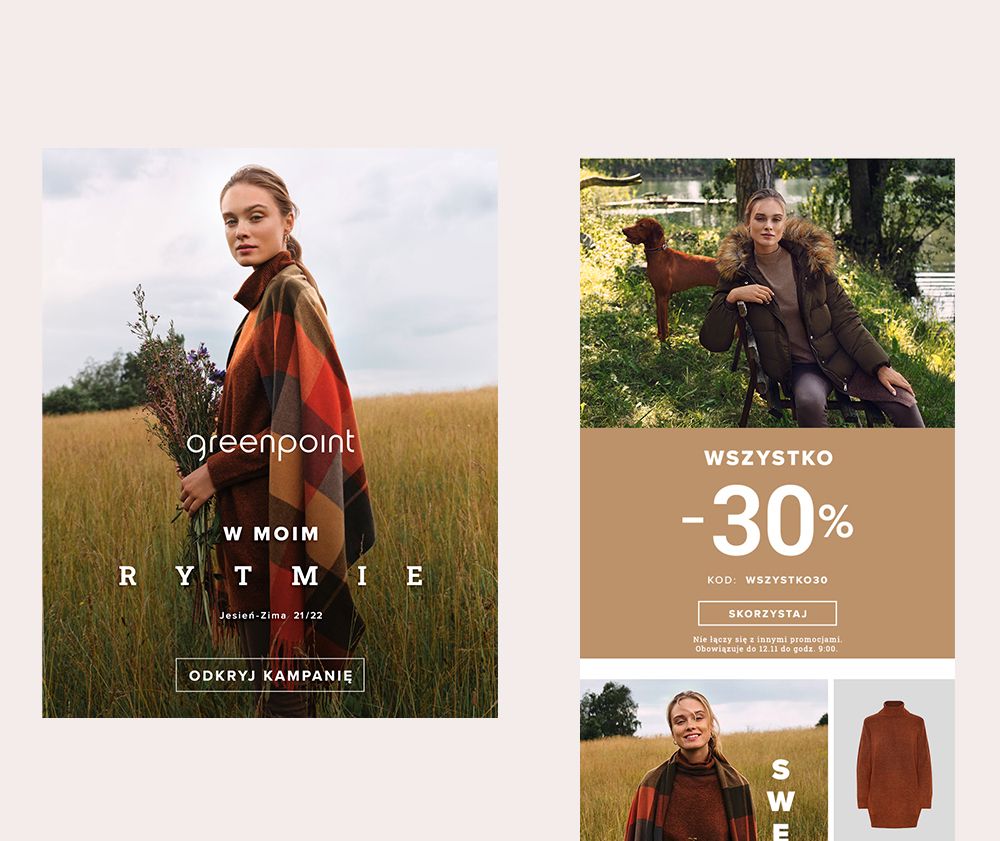 greenpoint
W MOIM
RYTMIE
Jesień-Zima 21/22
ODKRYJ KAMPANIĘ
WSZYSTKO
-30%
KOD: WSZYSTKO30
SKORZYSTAJ
Nie łączy się z innymi promocjami.
Obowiązuje do 12.11 do godz. 9:00.
S
W
E